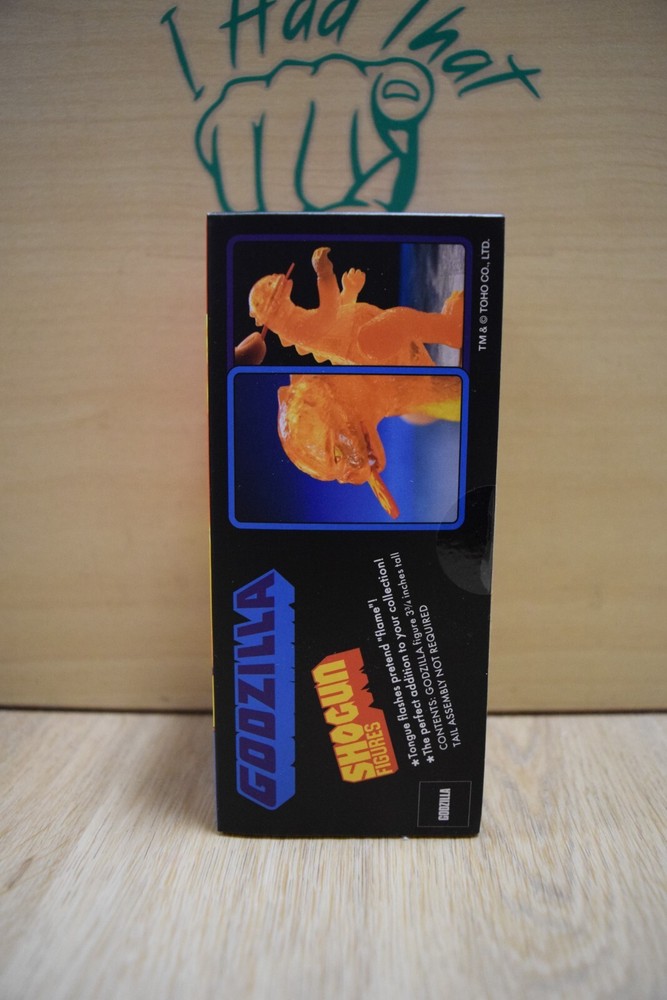 I Had That
TM & © TOHO CO., LTD.
GODZILLA
SHOGUN
FIGURES
★Tongue flashes pretend "flame"!
★The perfect addition to your collection!
CONTENTS: GODZILLA figure 3¾ inches tall
TAIL ASSEMBLY NOT REQUIRED
GODZILLA